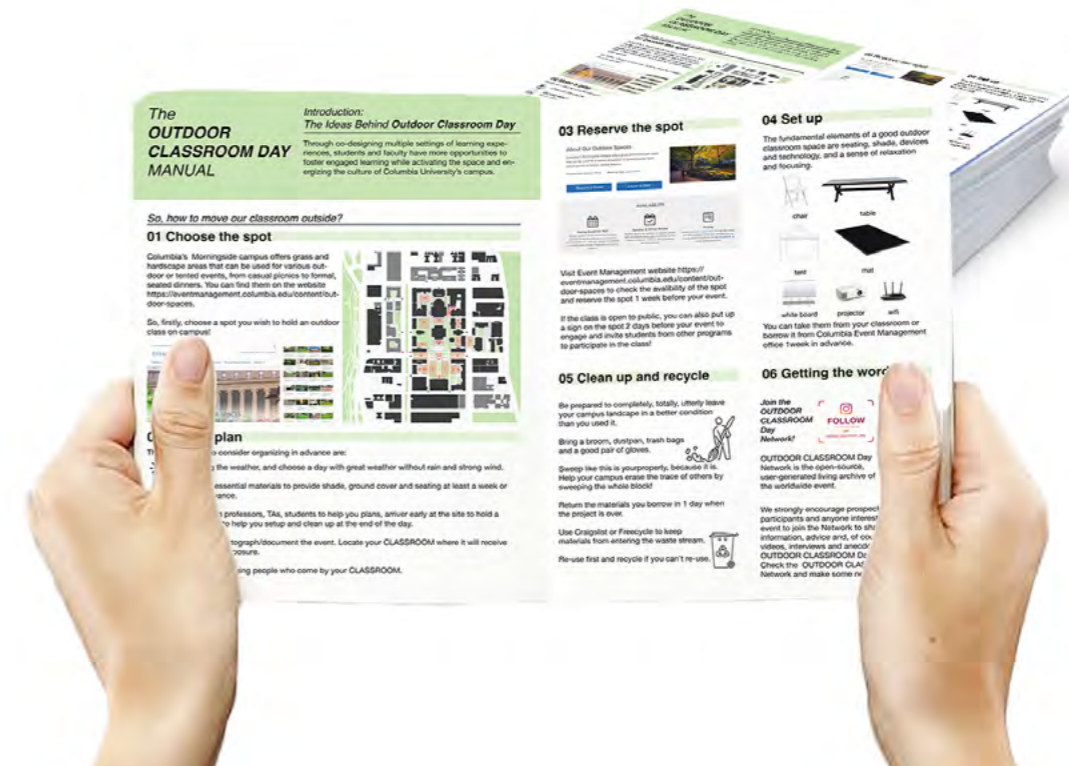 The
OUTDOOR
CLASSROOM DAY
MANUAL
Introduction:
The Ideas Behind Outdoor Classroom Day
Through co-designing multiple settings of learning expe-
riences, students and faculty have more opportunities to
foster engaged learning while activating the space and en-
ergizing the culture of Columbia University's campus.
So, how to move our classroom outside?
01 Choose the spot
Columbia's Morningside campus offers grass and
hardscape areas that can be used for various out-
door or tented events, from casual picnics to formal,
seated dinners. You can find them on the website
https://eventmanagement.columbia.edu/content/out-
door-spaces.
So, firstly, choose a spot you wish to hold an outdoor
class on campus!
plan
to consider organizing in advance are:
the weather, and choose a day with great weather without rain and strong wind.
essential materials to provide shade, ground cover and seating at least a week or
professors, TAs, students to help you plans, arriver early at the site to hold a
to help you setup and clean up at the end of the day.
the event. Locate your CLASSROOM where it will receive
people who come by your CLASSROOM.
03 Reserve the spot
About Our Outdoor Spaces
AVAILABILITY
Visit Event Management website https://
eventmanagement.columbia.edu/content/out-
door-spaces to check the avalibility of the spot
and reserve the spot 1 week before your event.
If the class is open to public, you can also put up
a sign on the spot 2 days before your event to
engage and invite students from other programs
to participate in the class!
04 Set up
The fundamental elements of a good outdoor
classroom space are seating, shade, devices
and technology, and a sense of relaxation
and focusing.
chair
table
tent
mat
white board
projector
wifi
You can take them from your classroom or
borrow it from Columbia Event Management
office 1week in advance.
05 Clean up and recycle
Be prepared to completely, totally, utterly leave
your campus landcape in a better condition
than you used it.
Bring a broom, dustpan, trash bags
and a good pair of gloves.
Sweep like this is yourproperty, because it is.
Help your campus erase the trace of others by
sweeping the whole block!
Return the materials you borrow in 1 day when
the project is over.
Use Craigslist or Freecycle to keep
materials from entering the waste stream.
Re-use first and recycle if you can't re-use.
06 Getting the word
Join the
OUTDOOR
CLASSROOM
Day
Network!
FOLLOW
OUTDOOR CLASSROOM Day
Network is the open-source,
user-generated living archive of
the worldwide event.
We strongly encourage
participants and anyone
event to join the Network to
information, advice and, of
videos, interviews and
OUTDOOR CLASSROOM
Check the OUTDOOR
Network and make some